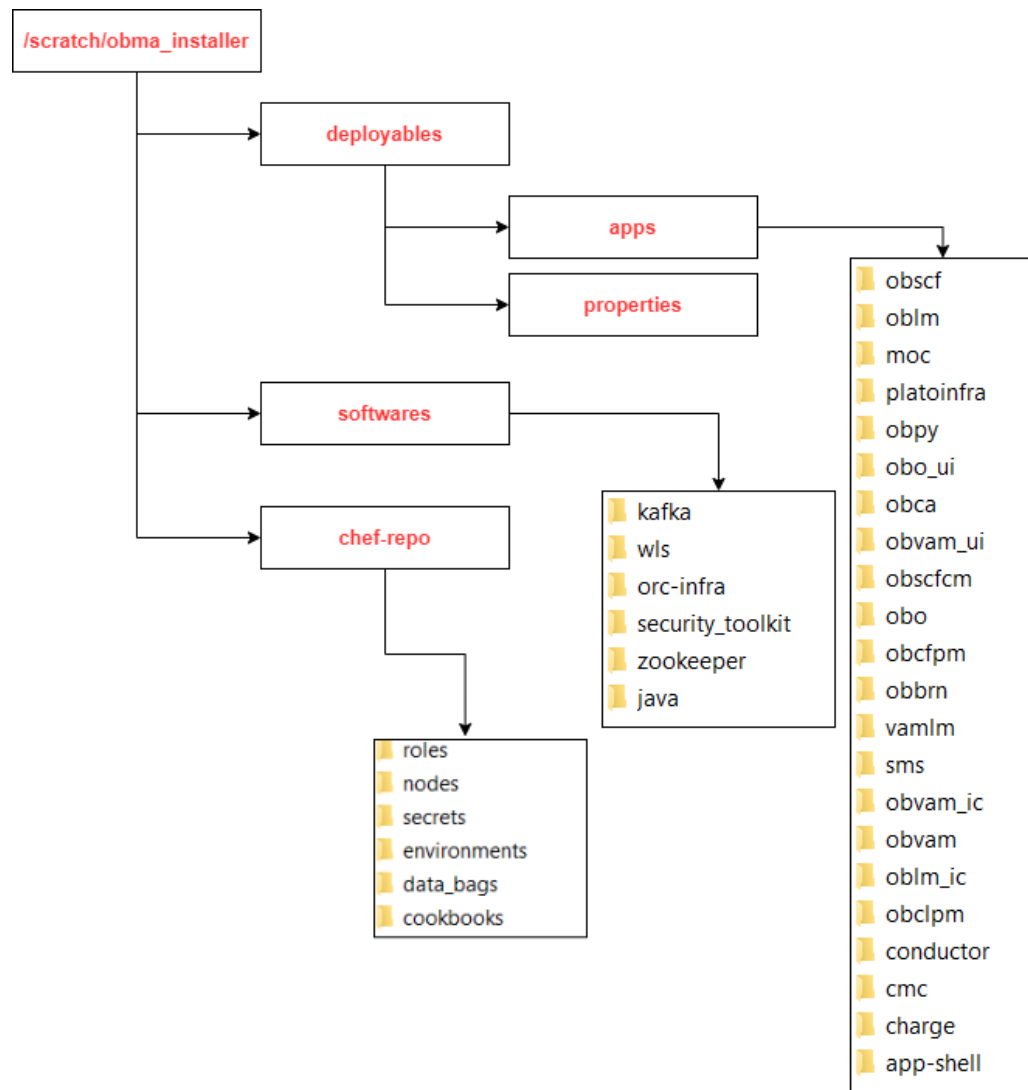 /scratch/obma_installer
deployables
apps
properties
softwares
chef-repo
obscf
oblm
moc
platoinfra
obpy
obo_ui
obca
obvam_ui
obscfcm
obo
obcfpm
obbrn
vamlm
sms
obvam_ic
obvam
oblm_ic
obclpm
conductor
cmc
charge
app-shell
kafka
wls
orc-infra
security_toolkit
zookeeper
java
roles
nodes
secrets
environments
data_bags
cookbooks